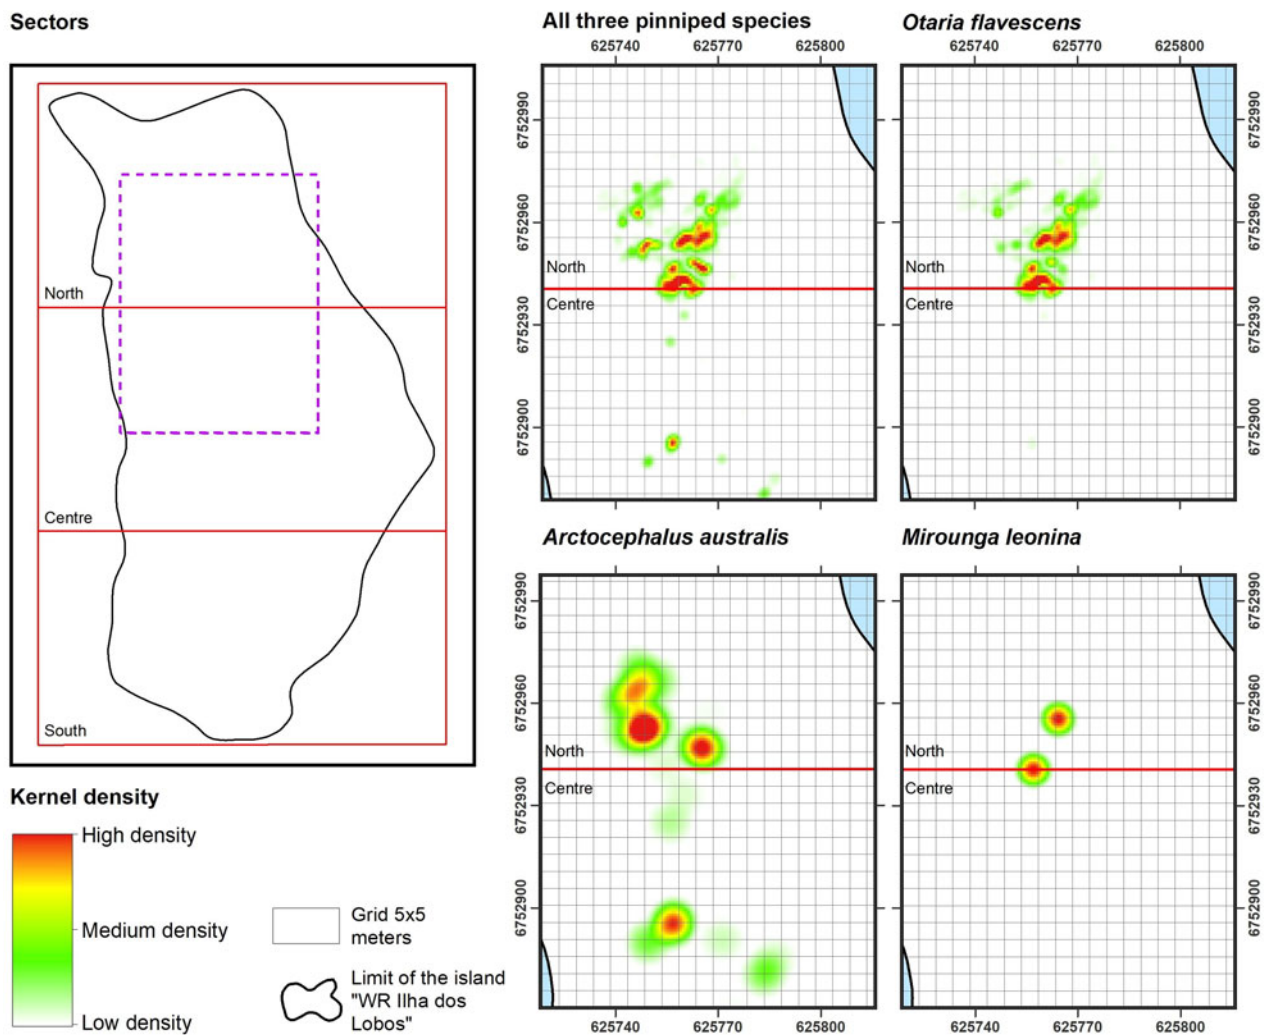 Sectors
North
Centre
South
Kernel density
High density
Medium density
Low density
Grid 5x5
meters
Limit of the island
"WR Ilha dos
Lobos"
All three pinniped species
625740 625770 625800
6752990
6752960
6752930
6752900
North
Centre
Otaria flavescens
625740 625770 625800
6752990
6752960
6752930
6752900
North
Centre
Arctocephalus australis
6752990
6752960
6752930
6752900
North
Centre
625740 625770 625800
Mirounga leonina
6752990
6752960
6752930
6752900
North
Centre
625740 625770 625800